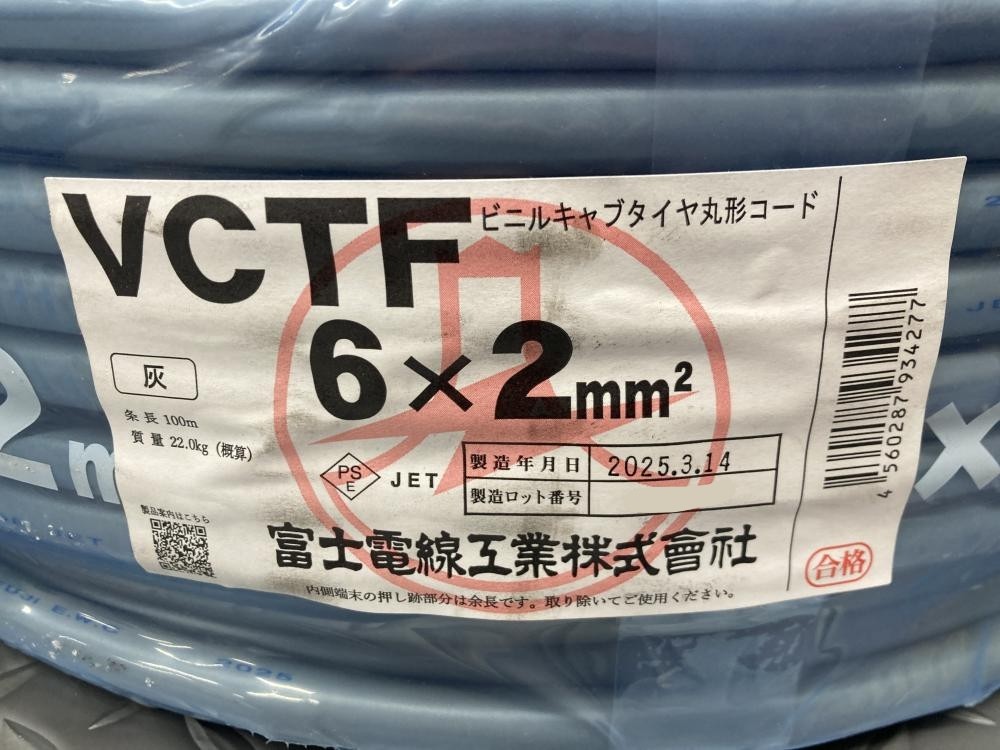 VCTF
ビニルキャブタイヤ丸形コード
6×2mm²
灰
条長 100m
質量 22.0kg (概算)
PS
E
JET
製造年月日 2025.3.14
製造ロット番号
製品案内はこちら
富士電線工業株式會社
内側端末の押し跡部分は余長です。取り除いてご使用ください。
4560287934277
合格
2m
×
2025